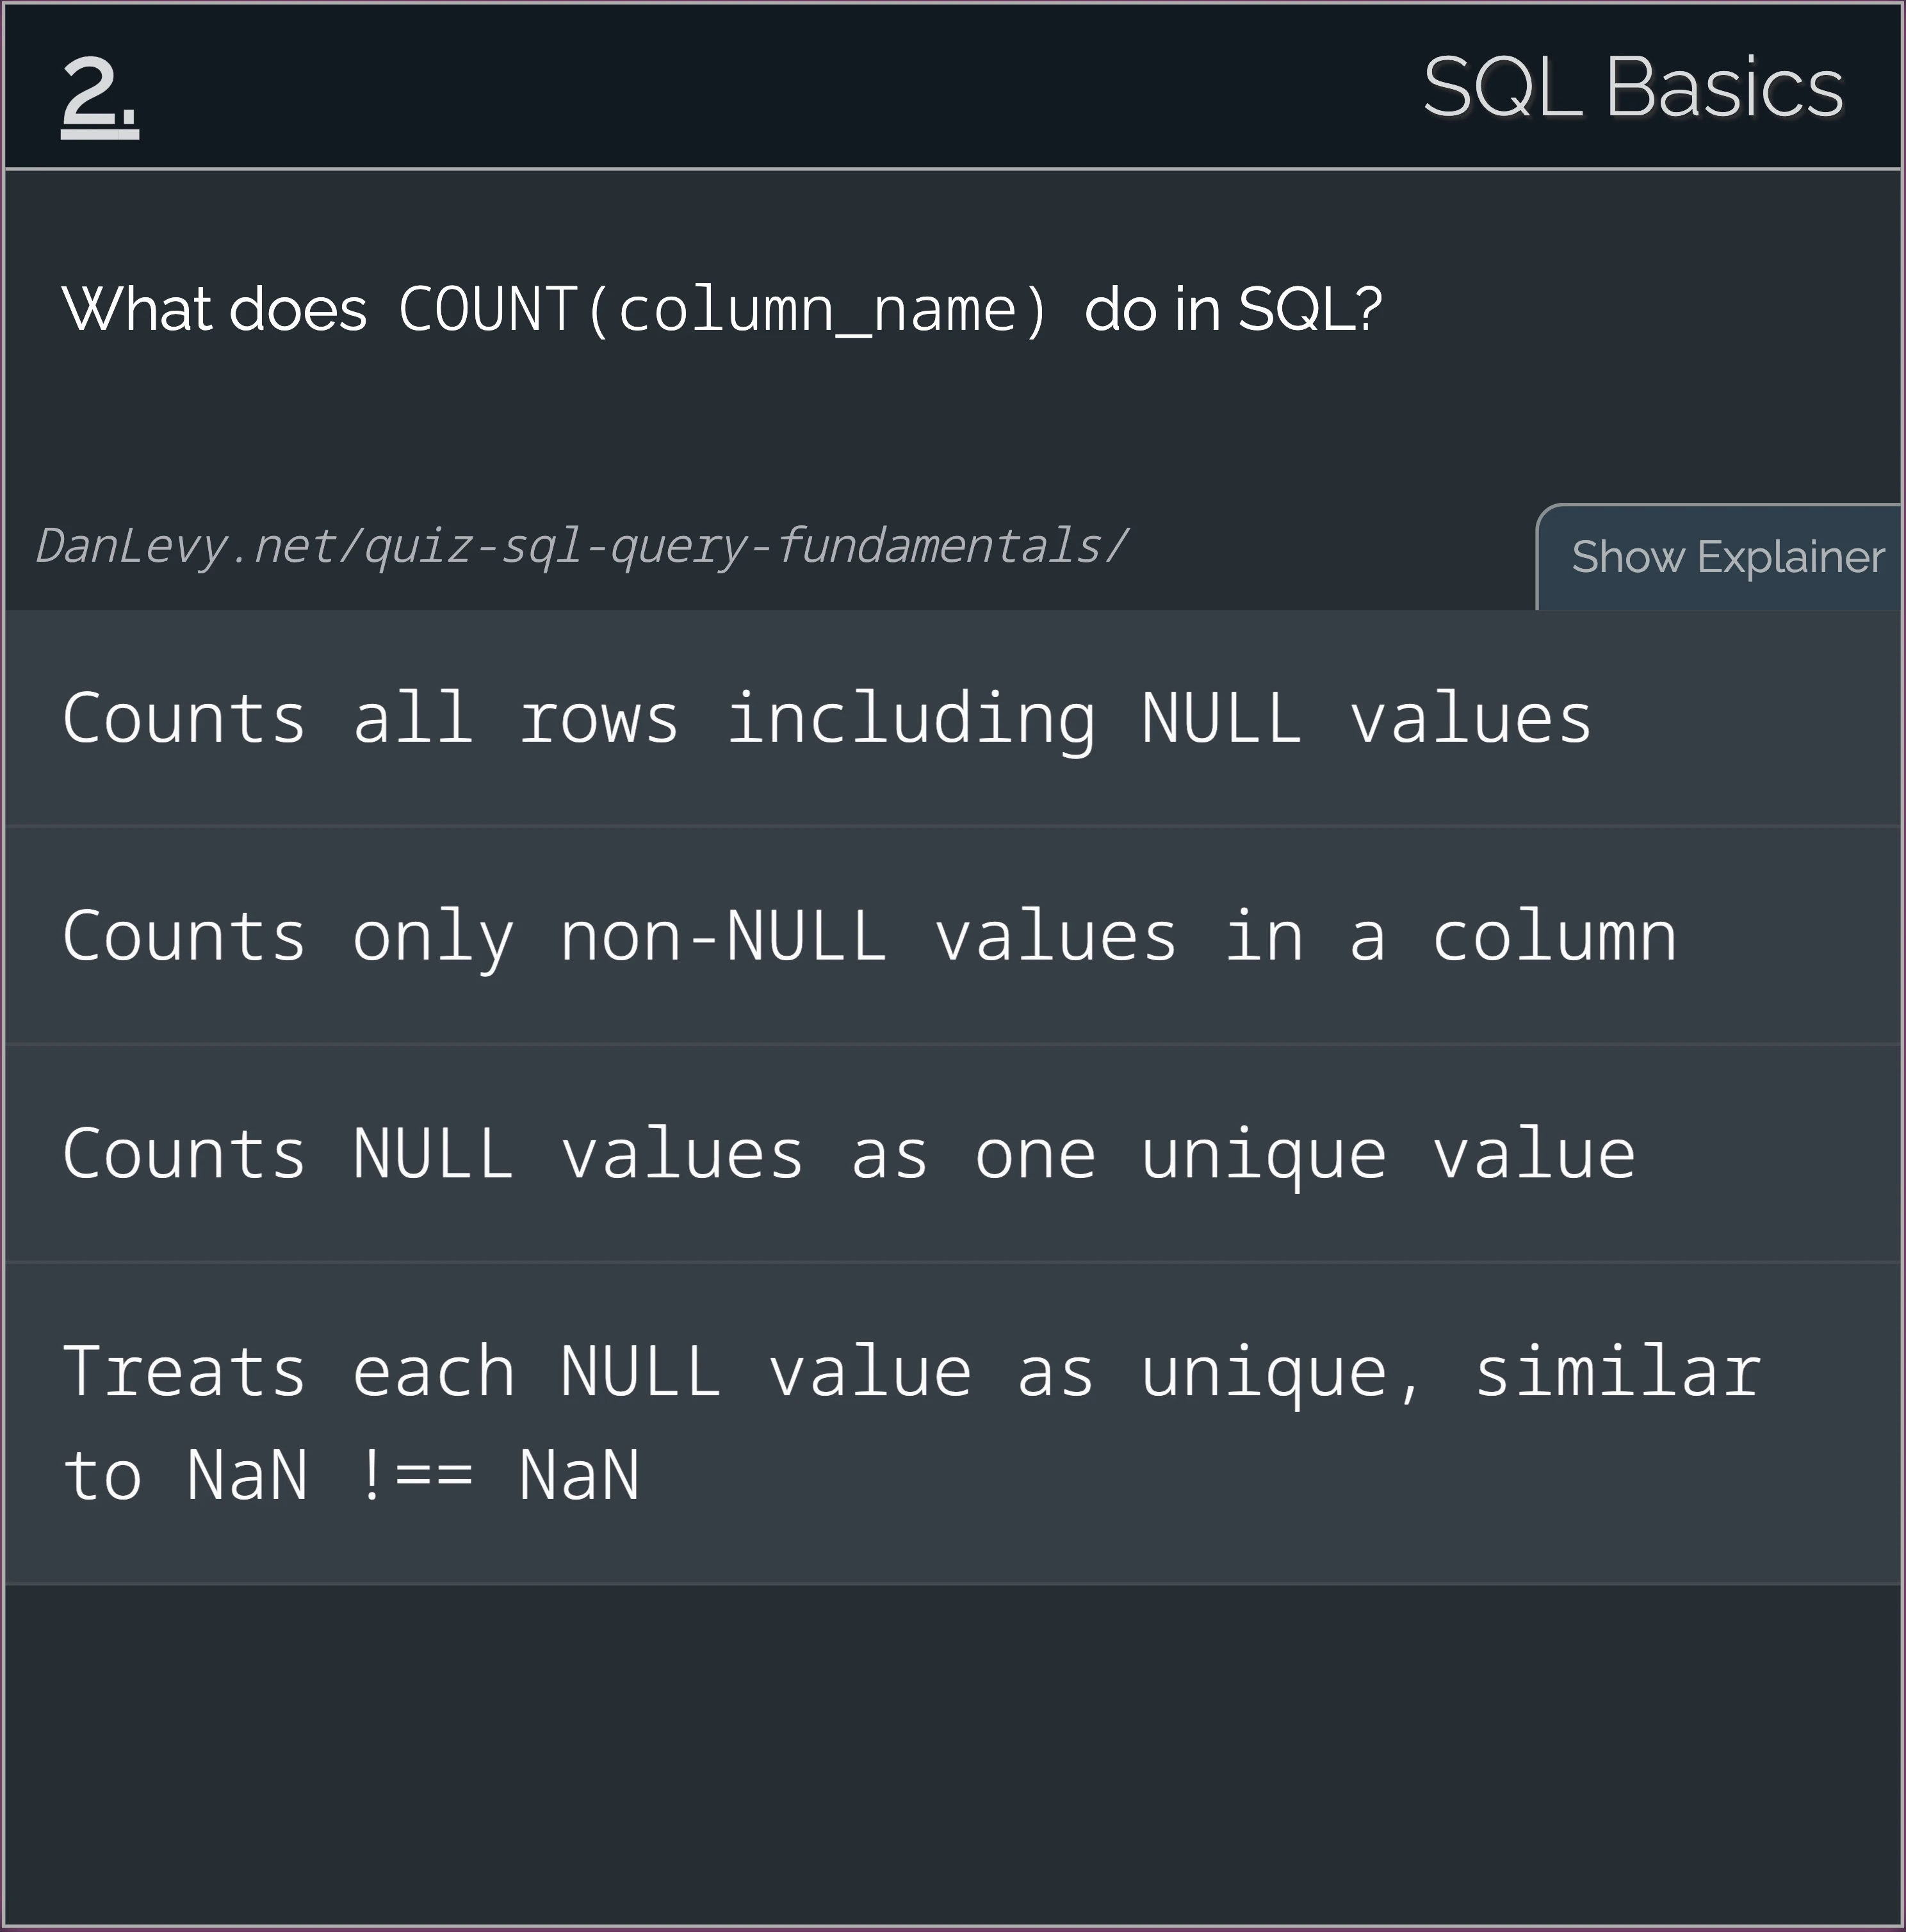 2.
SQL Basics
What does COUNT(column_name) do in SQL?
DanLevy.net/quiz-sql-query-fundamentals/
Show Explainer
Counts all rows including NULL values
Counts only non-NULL values in a column
Counts NULL values as one unique value
Treats each NULL value as unique, similar
to NaN !== NaN